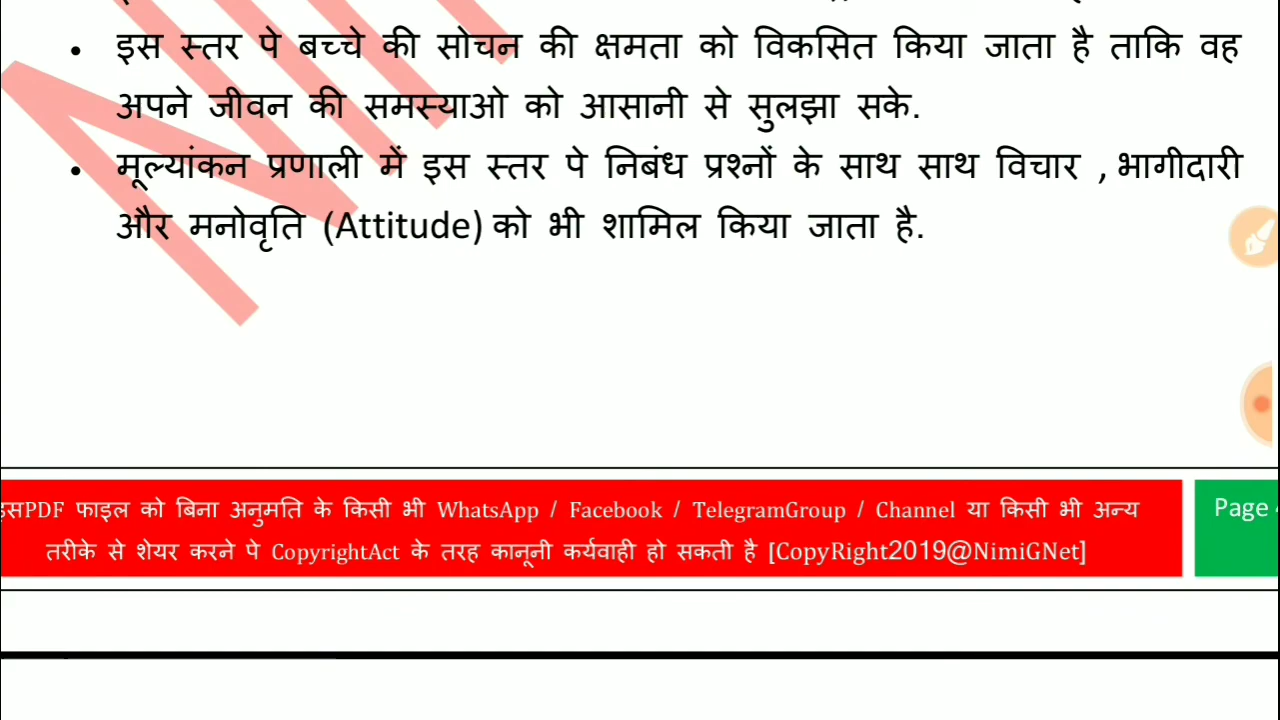 • इस स्तर पे बच्चे की सोचन की क्षमता को विकसित किया जाता है ताकि वह
अपने जीवन की समस्याओ को आसानी से सुलझा सके.
• मूल्यांकन प्रणाली में इस स्तर पे निबंध प्रश्नों के साथ साथ विचार , भागीदारी
और मनोवृति (Attitude) को भी शामिल किया जाता है.
PDF फाइल को बिना अनुमति के किसी भी WhatsApp / Facebook / TelegramGroup / Channel या किसी भी अन्य
तरीके से शेयर करने पे CopyrightAct के तरह कानूनी कर्यवाही हो सकती है [CopyRight2019@NimiGNet]
Page